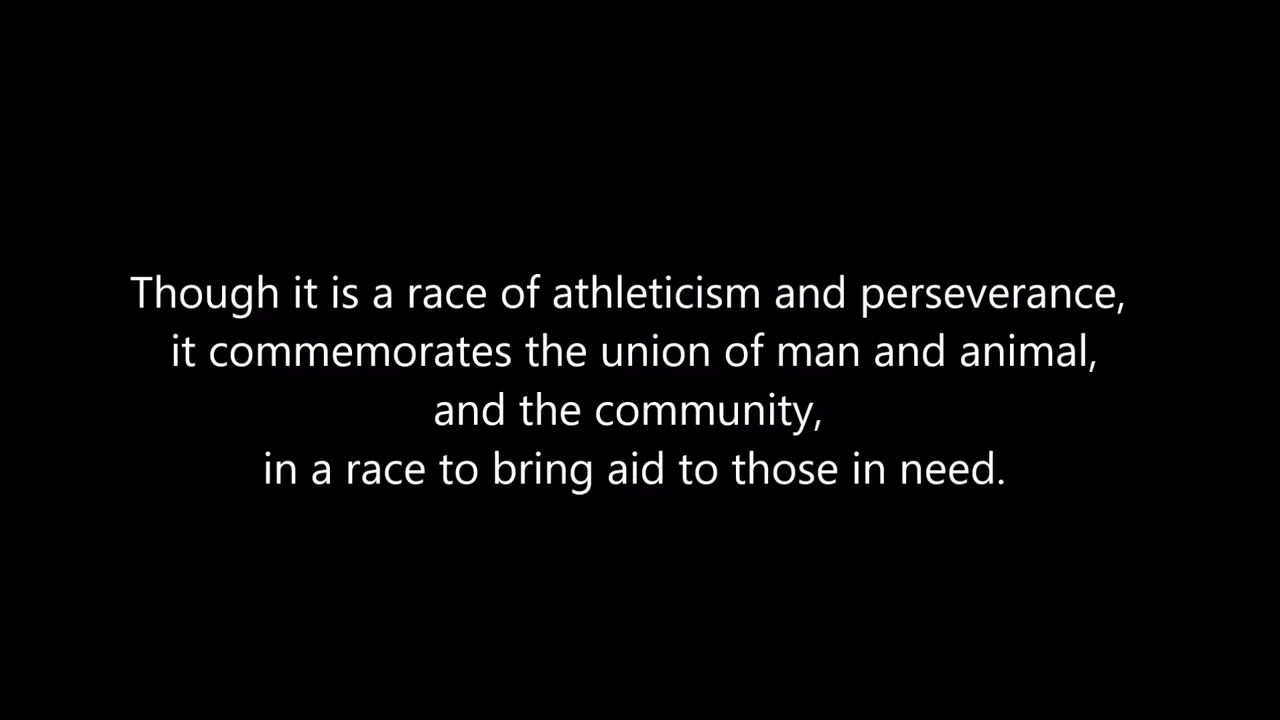 Though it is a race of athleticism and perseverance,
it commemorates the union of man and animal,
and the community,
in a race to bring aid to those in need.